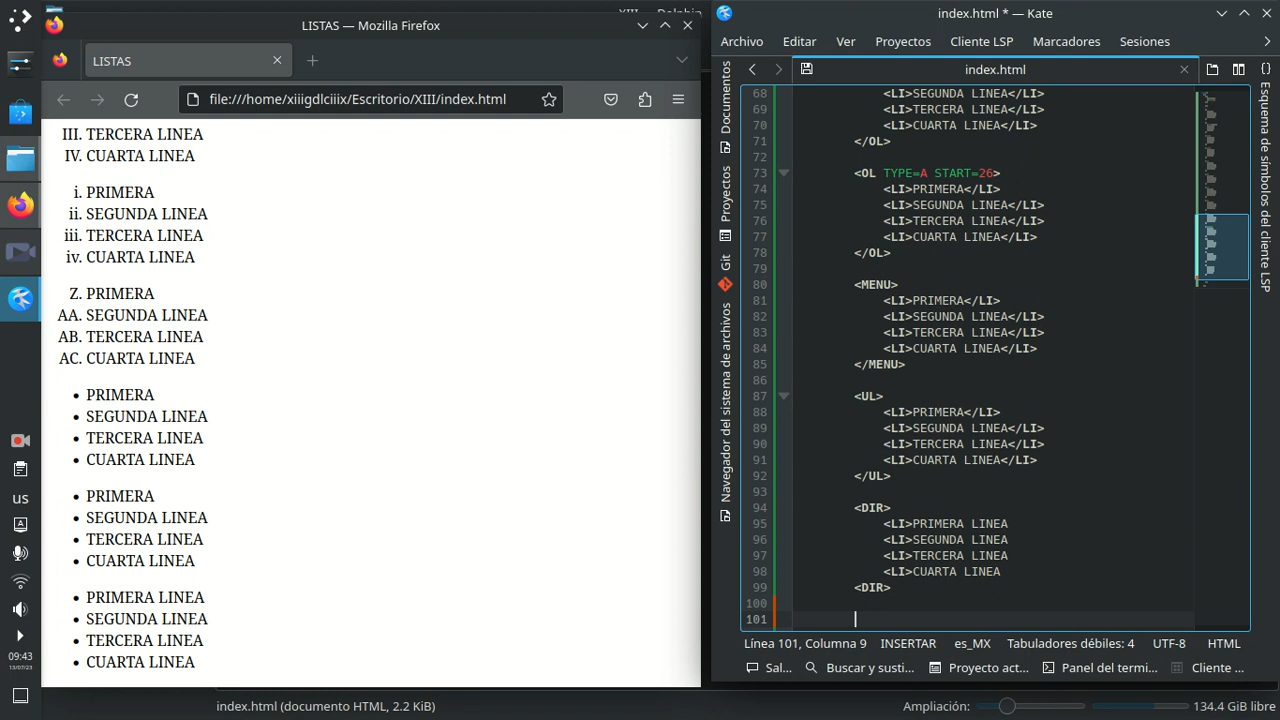 LISTAS — Mozilla Firefox
LISTAS
file:///home/xiiigdlciiix/Escritorio/XIII/index.html
III. TERCERA LINEA
IV. CUARTA LINEA
i. PRIMERA
ii. SEGUNDA LINEA
iii. TERCERA LINEA
iv. CUARTA LINEA
Z. PRIMERA
AA. SEGUNDA LINEA
AB. TERCERA LINEA
AC. CUARTA LINEA
• PRIMERA
• SEGUNDA LINEA
• TERCERA LINEA
• CUARTA LINEA
• PRIMERA
• SEGUNDA LINEA
• TERCERA LINEA
• CUARTA LINEA
• PRIMERA LINEA
• SEGUNDA LINEA
• TERCERA LINEA
• CUARTA LINEA
us
09:43
13/07/23
index.html * — Kate
Archivo Editar Ver Proyectos Cliente LSP Marcadores Sesiones
index.html
Documentos
Proyectos
Git
Navegador del sistema de archivos
68 <LI>SEGUNDA LINEA</LI>
69 <LI>TERCERA LINEA</LI>
70 <LI>CUARTA LINEA</LI>
71 </OL>
72
73 <OL TYPE=A START=26>
74 <LI>PRIMERA</LI>
75 <LI>SEGUNDA LINEA</LI>
76 <LI>TERCERA LINEA</LI>
77 <LI>CUARTA LINEA</LI>
78 </OL>
79
80 <MENU>
81 <LI>PRIMERA</LI>
82 <LI>SEGUNDA LINEA</LI>
83 <LI>TERCERA LINEA</LI>
84 <LI>CUARTA LINEA</LI>
85 </MENU>
86
87 <UL>
88 <LI>PRIMERA</LI>
89 <LI>SEGUNDA LINEA</LI>
90 <LI>TERCERA LINEA</LI>
91 <LI>CUARTA LINEA</LI>
92 </UL>
93
94 <DIR>
95 <LI>PRIMERA LINEA
96 <LI>SEGUNDA LINEA
97 <LI>TERCERA LINEA
98 <LI>CUARTA LINEA
99 <DIR>
100
101
{} Esquema de símbolos del cliente LSP
Línea 101, Columna 9 INSERTAR es_MX Tabuladores débiles: 4 UTF-8 HTML
Sal... Buscar y susti... Proyecto act... Panel del termi... Cliente ...
index.html (documento HTML, 2.2 KiB) Ampliación: 134.4 GiB libre